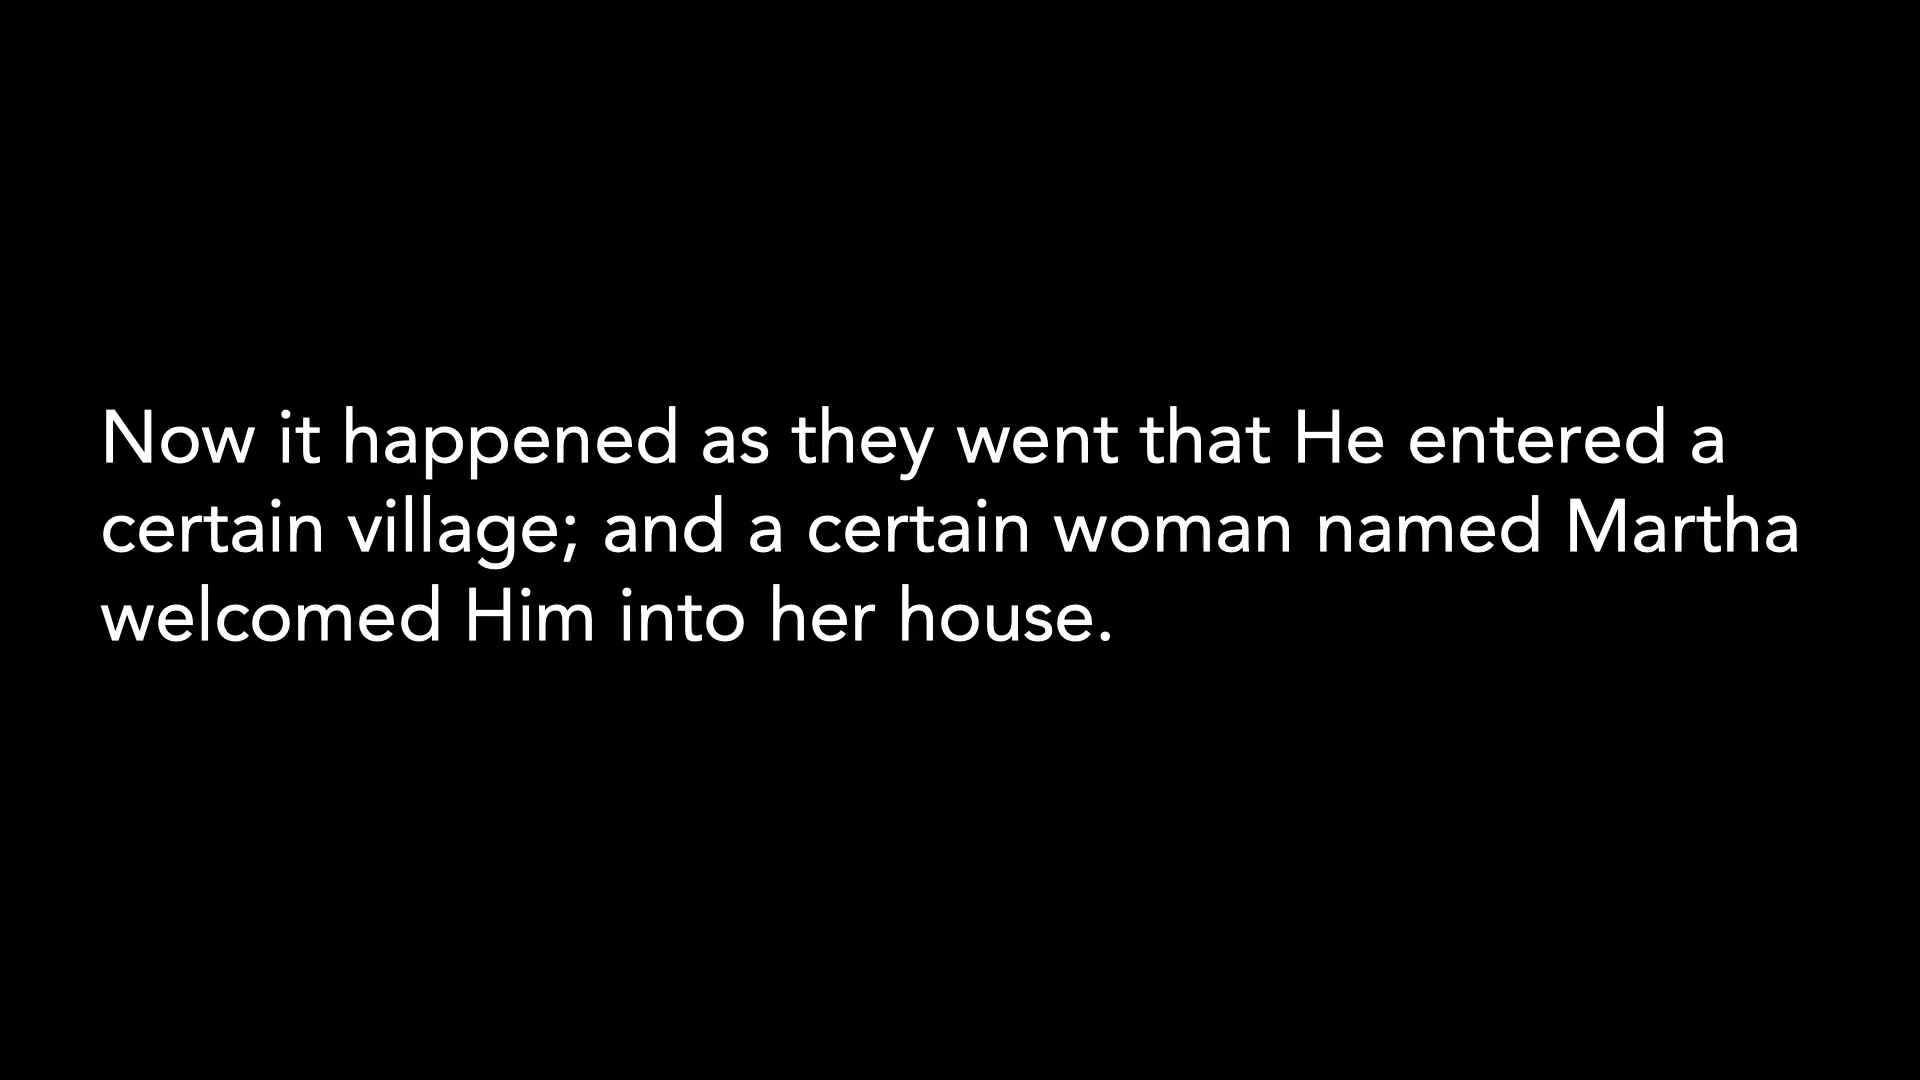 Now it happened as they went that He entered a
certain village; and a certain woman named Martha
welcomed Him into her house.